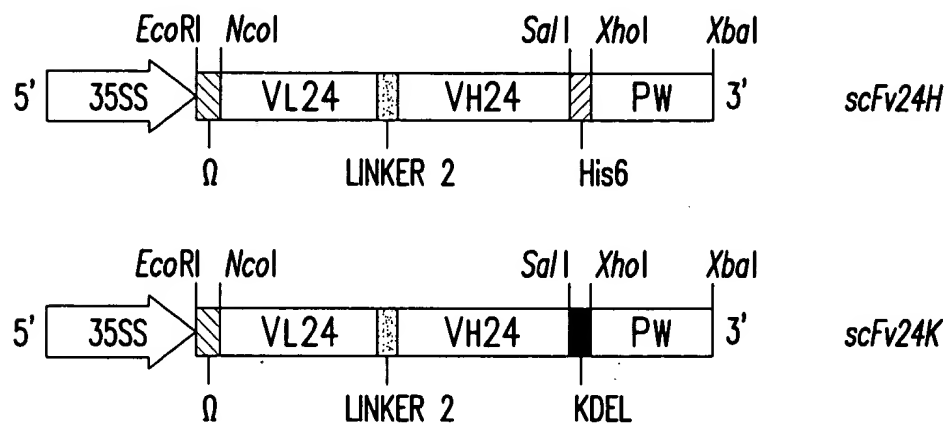 EcoRI NcoI SalI XhoI XbaI
5' 35SS VL24 VH24 PW 3' scFv24H
Ω LINKER 2 His6
EcoRI NcoI SalI XhoI XbaI
5' 35SS VL24 VH24 PW 3' scFv24K
Ω LINKER 2 KDEL